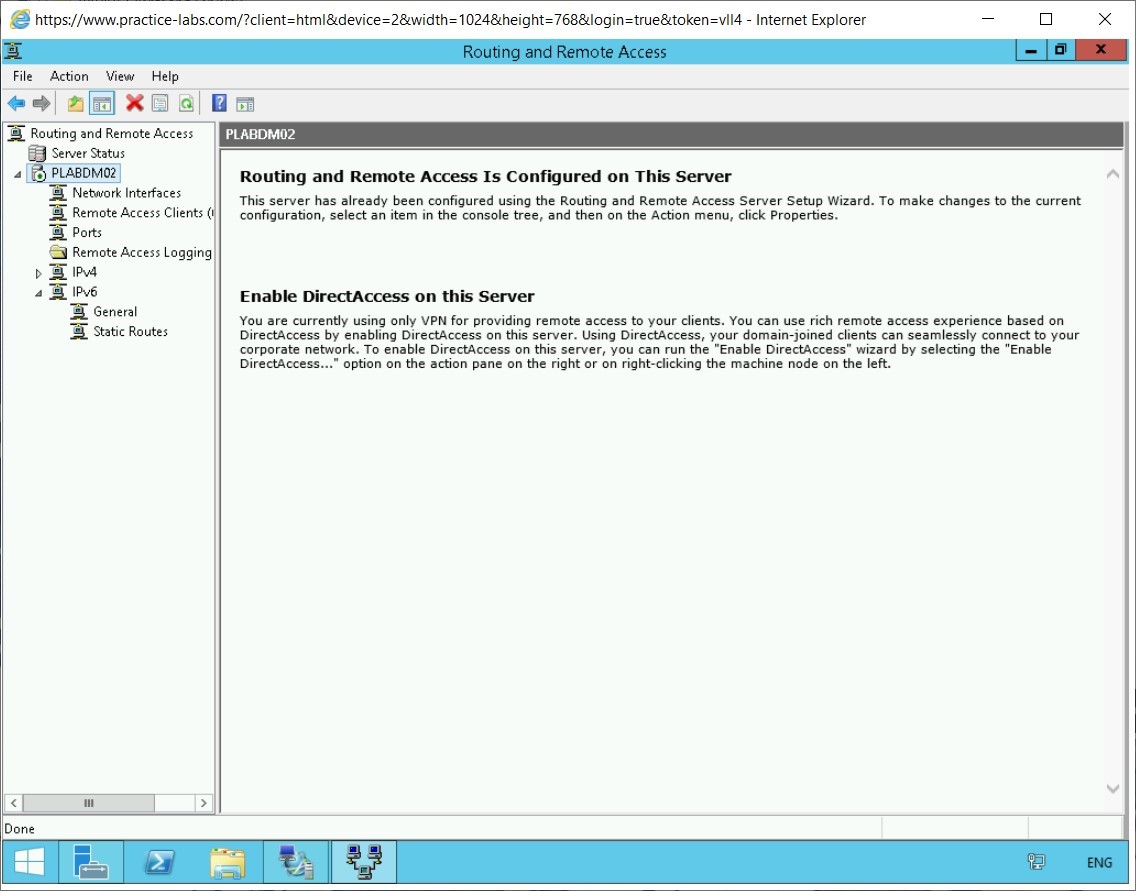 https://www.practice-labs.com/?client=html&device=2&width=1024&height=768&login=true&token=vll4 - Internet Explorer
Routing and Remote Access
File Action View Help
Routing and Remote Access
Server Status
PLABDM02
Network Interfaces
Remote Access Clients (
Ports
Remote Access Logging
IPv4
IPv6
General
Static Routes
PLABDM02
Routing and Remote Access Is Configured on This Server
This server has already been configured using the Routing and Remote Access Server Setup Wizard. To make changes to the current
configuration, select an item in the console tree, and then on the Action menu, click Properties.
Enable DirectAccess on this Server
You are currently using only VPN for providing remote access to your clients. You can use rich remote access experience based on
DirectAccess by enabling DirectAccess on this server. Using DirectAccess, your domain-joined clients can seamlessly connect to your
corporate network. To enable DirectAccess on this server, you can run the "Enable DirectAccess" wizard by selecting the "Enable
DirectAccess..." option on the action pane on the right or on right-clicking the machine node on the left.
Done
ENG